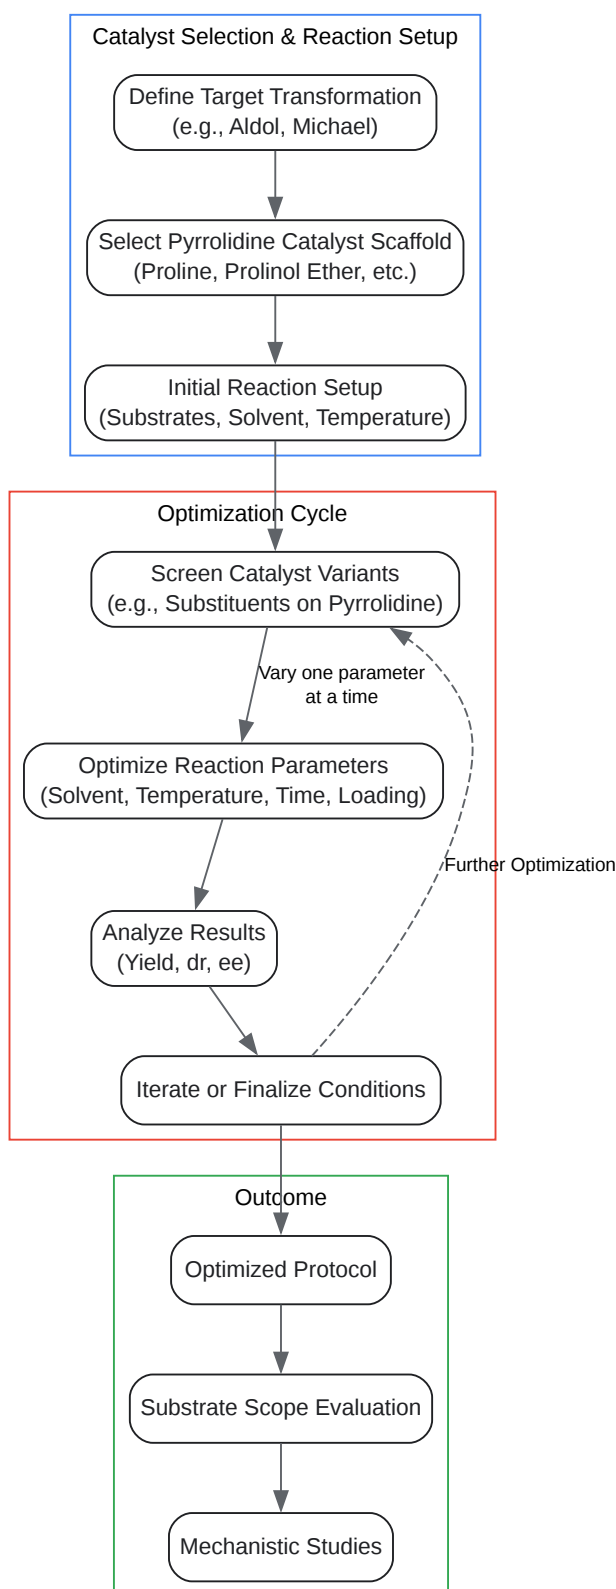 Catalyst Selection & Reaction Setup
Define Target Transformation
(e.g., Aldol, Michael)
Select Pyrrolidine Catalyst Scaffold
(Proline, Prolinol Ether, etc.)
Initial Reaction Setup
(Substrates, Solvent, Temperature)
Optimization Cycle
Screen Catalyst Variants
(e.g., Substituents on Pyrrolidine)
Vary one parameter
at a time
Optimize Reaction Parameters
(Solvent, Temperature, Time, Loading)
Further Optimization
Analyze Results
(Yield, dr, ee)
Iterate or Finalize Conditions
Outcome
Optimized Protocol
Substrate Scope Evaluation
Mechanistic Studies